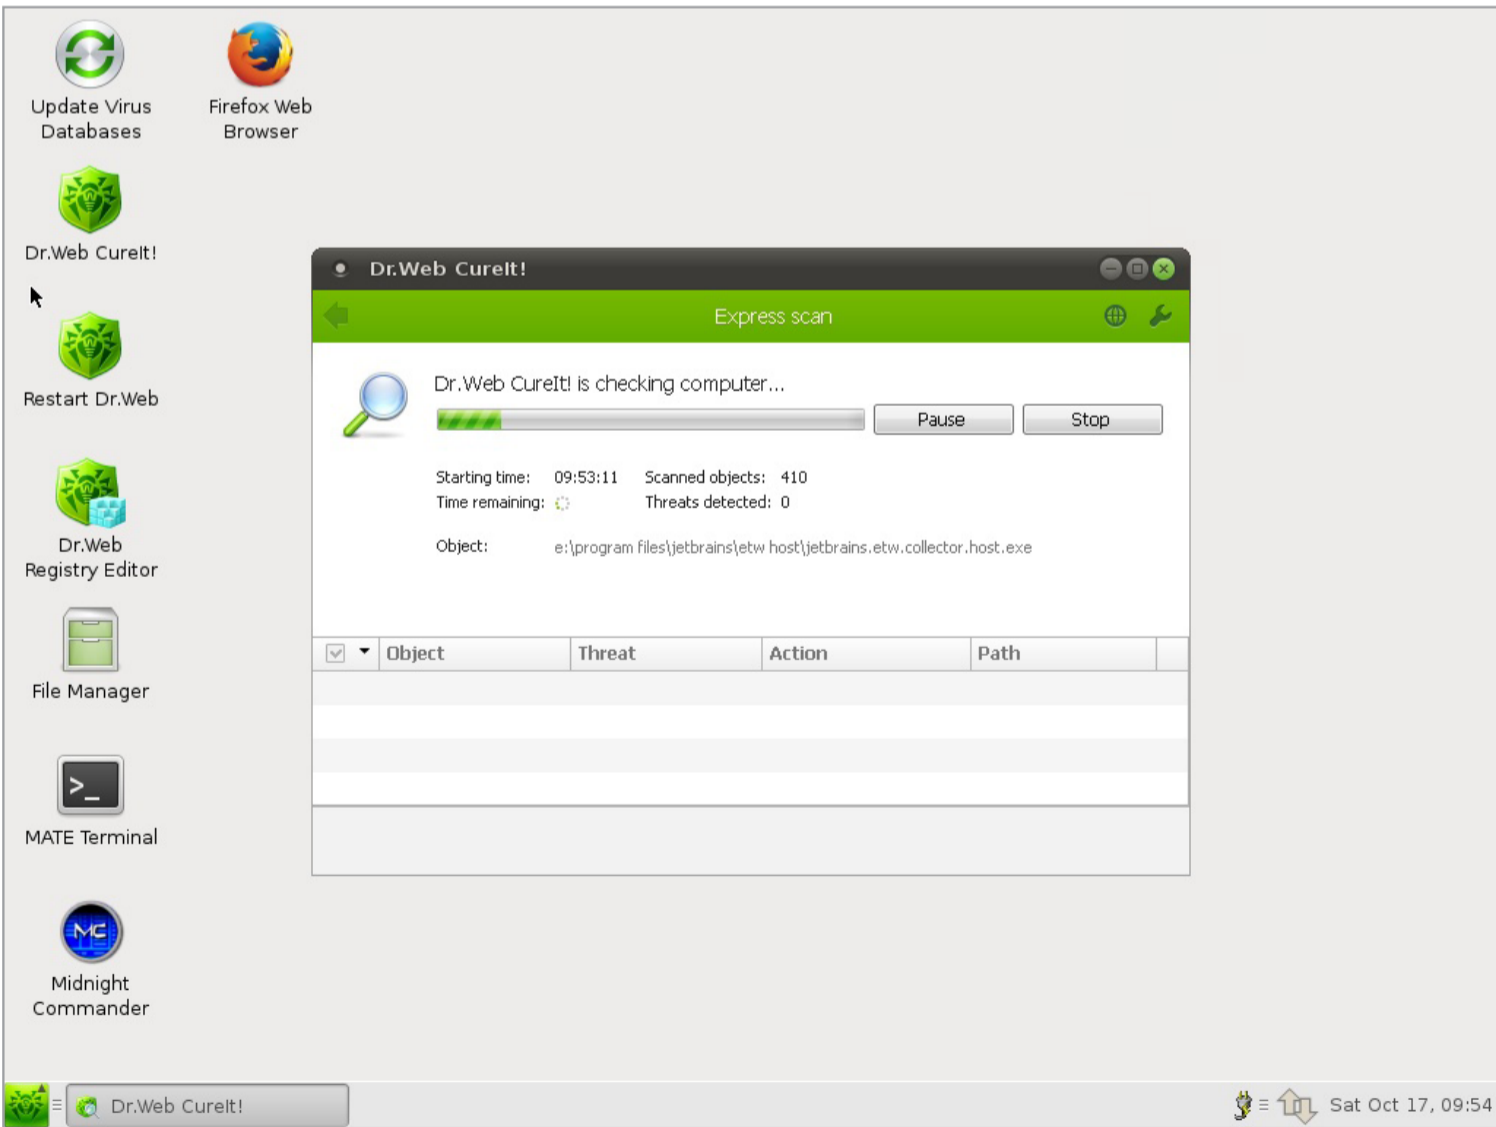 Update Virus
Databases
Firefox Web
Browser
Dr.Web CureIt!
Restart Dr.Web
Dr.Web
Registry Editor
File Manager
>_
MATE Terminal
MC
Midnight
Commander
Dr.Web CureIt!
Express scan
Dr.Web CureIt! is checking computer...
Pause
Stop
Starting time: 09:53:11 Scanned objects: 410
Time remaining: Threats detected: 0
Object: e:\program files\jetbrains\etw host\jetbrains.etw.collector.host.exe
Object Threat Action Path
Dr.Web CureIt!
Sat Oct 17, 09:54